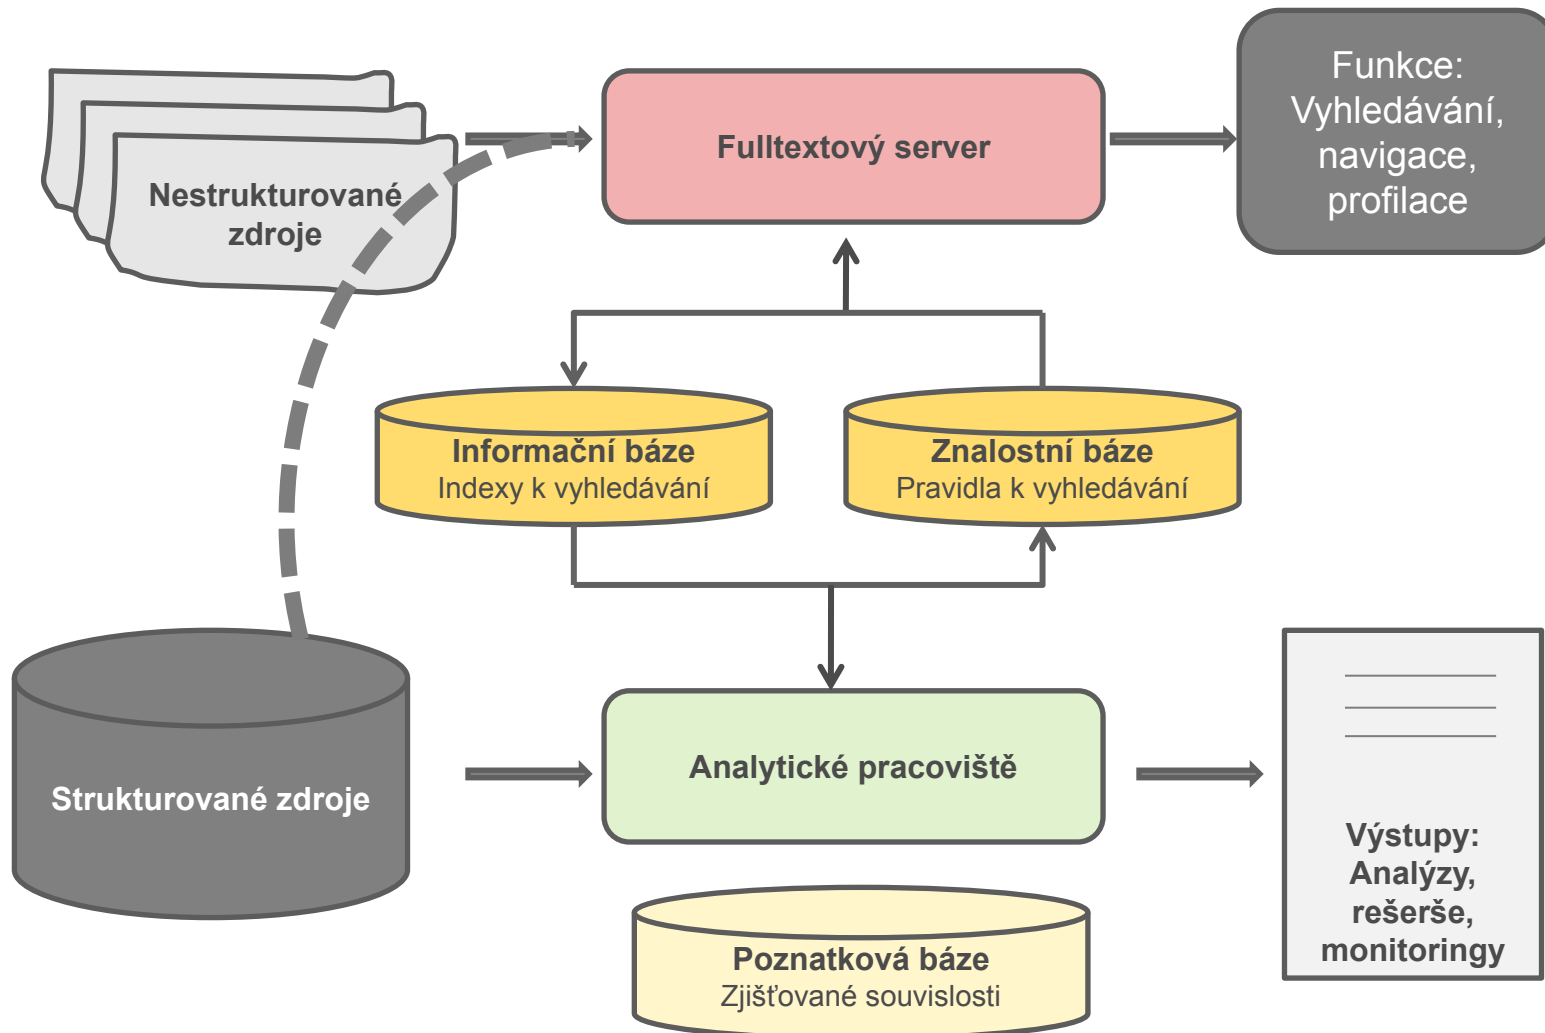 Funkce:
Vyhledávání,
navigace,
profilace
Fulltextový server
Nestrukturované
zdroje
Informační báze
Indexy k vyhledávání
Znalostní báze
Pravidla k vyhledávání
Strukturované zdroje
Analytické pracoviště
Výstupy:
Analýzy,
rešerše,
monitoringy
Poznatková báze
Zjišťované souvislosti